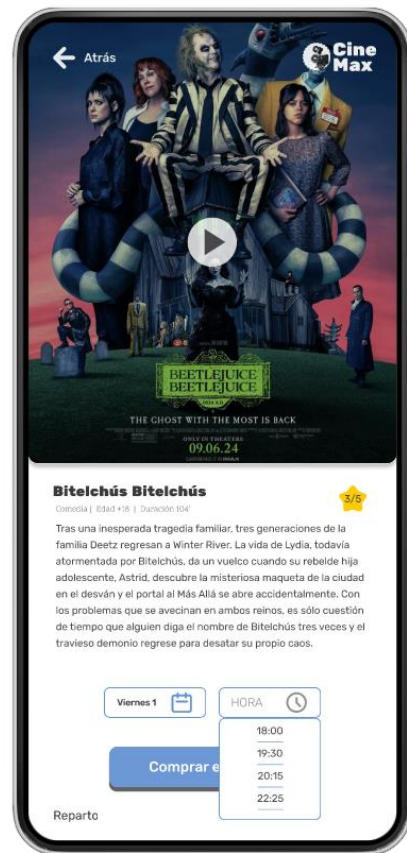 Atrás
Cine
Max
BEETLEJUICE
BEETLEJUICE
THE GHOST WITH THE MOST IS BACK
ONLY IN THEATERS
09.06.24
Bitelchús Bitelchús
3/5
Comedia | Edad +18 | Duración 104'
Tras una inesperada tragedia familiar, tres generaciones de la
familia Deetz regresan a Winter River. La vida de Lydia, todavía
atormentada por Bitelchús, da un vuelco cuando su rebelde hija
adolescente, Astrid, descubre la misteriosa maqueta de la ciudad
en el desván y el portal al Más Allá se abre accidentalmente. Con
los problemas que se avecinan en ambos reinos, es sólo cuestión
de tiempo que alguien diga el nombre de Bitelchús tres veces y el
travieso demonio regrese para desatar su propio caos.
Viernes 1
HORA
18:00
19:30
20:15
22:25
Comprar e
Reparto